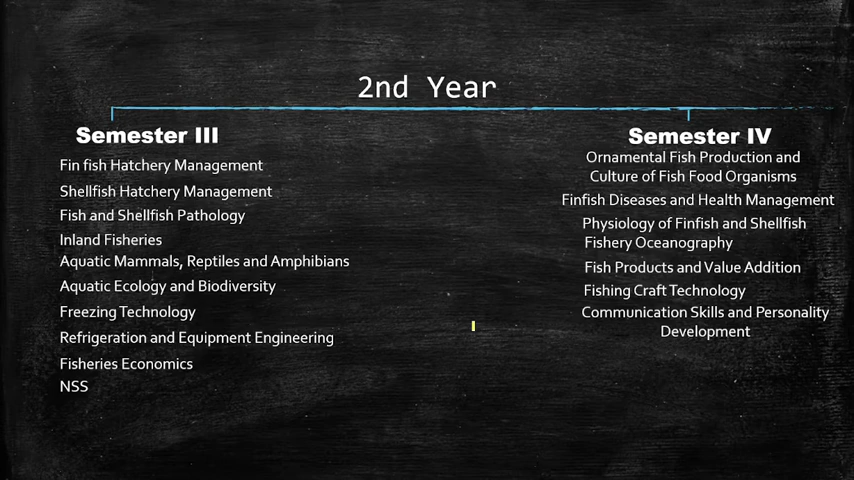 2nd Year
Semester III
Fin fish Hatchery Management
Shellfish Hatchery Management
Fish and Shellfish Pathology
Inland Fisheries
Aquatic Mammals, Reptiles and Amphibians
Aquatic Ecology and Biodiversity
Freezing Technology
Refrigeration and Equipment Engineering
Fisheries Economics
NSS
Semester IV
Ornamental Fish Production and
Culture of Fish Food Organisms
Finfish Diseases and Health Management
Physiology of Finfish and Shellfish
Fishery Oceanography
Fish Products and Value Addition
Fishing Craft Technology
Communication Skills and Personality
Development